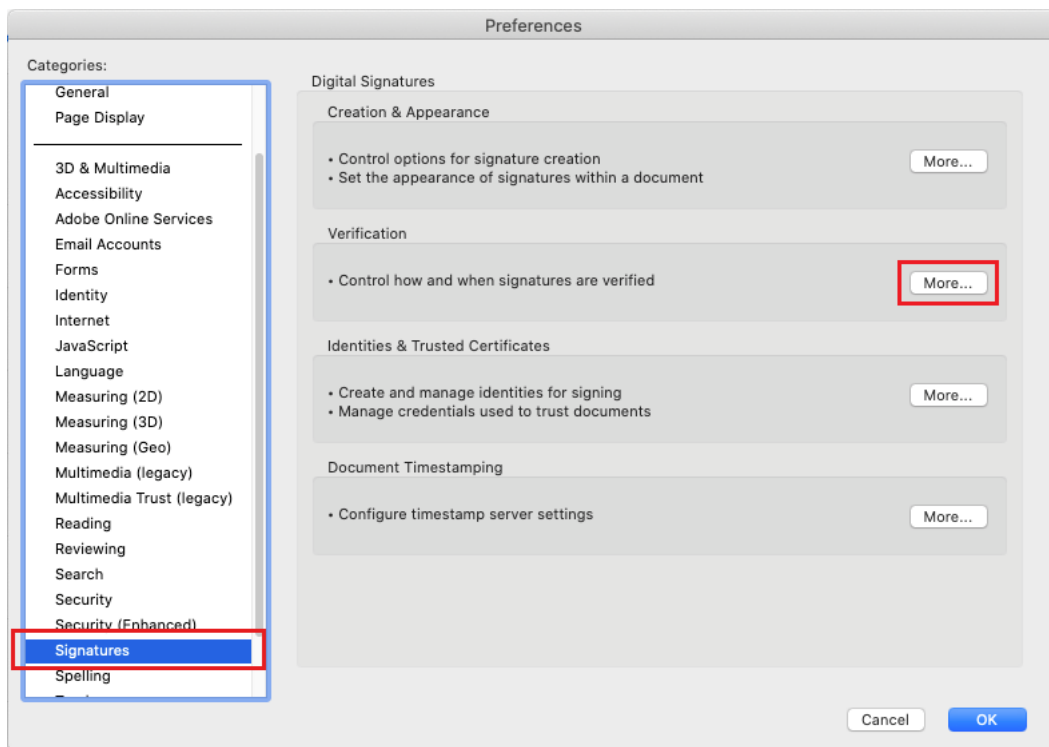 Preferences
Categories:
General
Page Display
3D & Multimedia
Accessibility
Adobe Online Services
Email Accounts
Forms
Identity
Internet
JavaScript
Language
Measuring (2D)
Measuring (3D)
Measuring (Geo)
Multimedia (legacy)
Multimedia Trust (legacy)
Reading
Reviewing
Search
Security
Security (Enhanced)
Signatures
Spelling
Digital Signatures
Creation & Appearance
• Control options for signature creation
• Set the appearance of signatures within a document
More...
Verification
• Control how and when signatures are verified
More...
Identities & Trusted Certificates
• Create and manage identities for signing
• Manage credentials used to trust documents
More...
Document Timestamping
• Configure timestamp server settings
More...
Cancel
OK